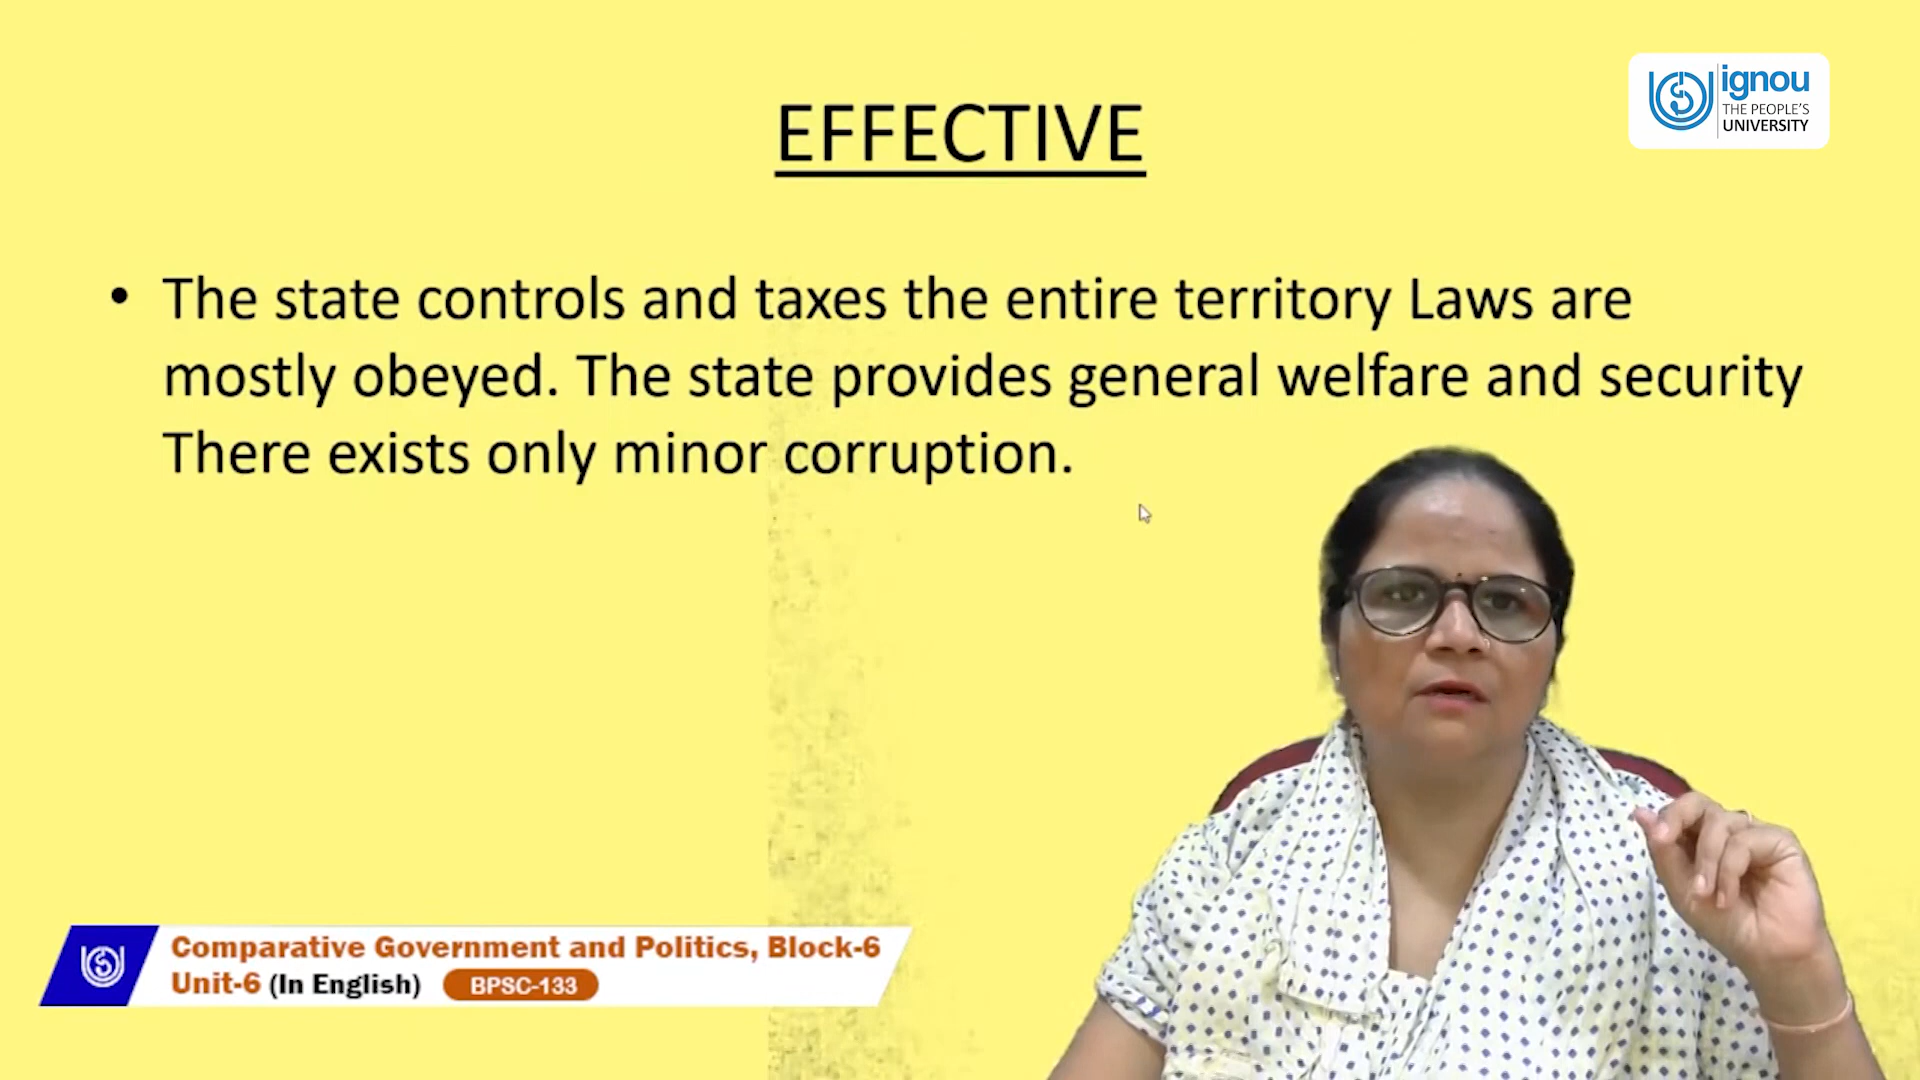 ignou
THE PEOPLE'S
UNIVERSITY
EFFECTIVE
• The state controls and taxes the entire territory Laws are
mostly obeyed. The state provides general welfare and security
There exists only minor corruption.
Comparative Government and Politics, Block-6
Unit-6 (In English) BPSC-133